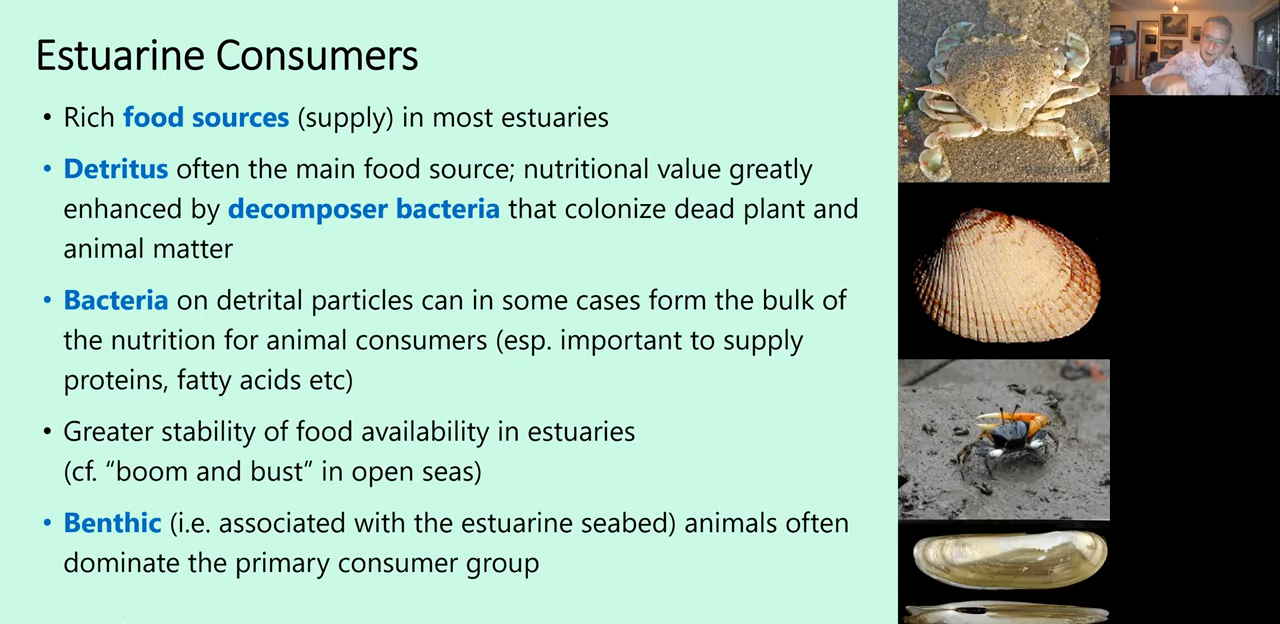 Estuarine Consumers
• Rich food sources (supply) in most estuaries
• Detritus often the main food source; nutritional value greatly
enhanced by decomposer bacteria that colonize dead plant and
animal matter
• Bacteria on detrital particles can in some cases form the bulk of
the nutrition for animal consumers (esp. important to supply
proteins, fatty acids etc)
• Greater stability of food availability in estuaries
(cf. “boom and bust” in open seas)
• Benthic (i.e. associated with the estuarine seabed) animals often
dominate the primary consumer group